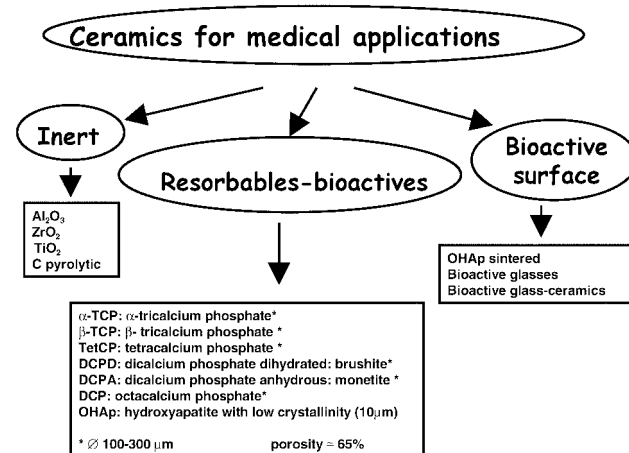 Ceramics for medical applications
Inert
Resorbables-bioactives
Bioactive
surface
Al₂O₃
ZrO₂
TiO₂
C pyrolytic
OHAp sintered
Bioactive glasses
Bioactive glass-ceramics
α-TCP: α-tricalcium phosphate*
β-TCP: β- tricalcium phosphate *
TetCP: tetracalcium phosphate *
DCPD: dicalcium phosphate dihydrated: brushite*
DCPA: dicalcium phosphate anhydrous: monetite *
DCP: octacalcium phosphate*
OHAp: hydroxyapatite with low crystallinity (10μm)
* ∅ 100-300 μm porosity ≃ 65%